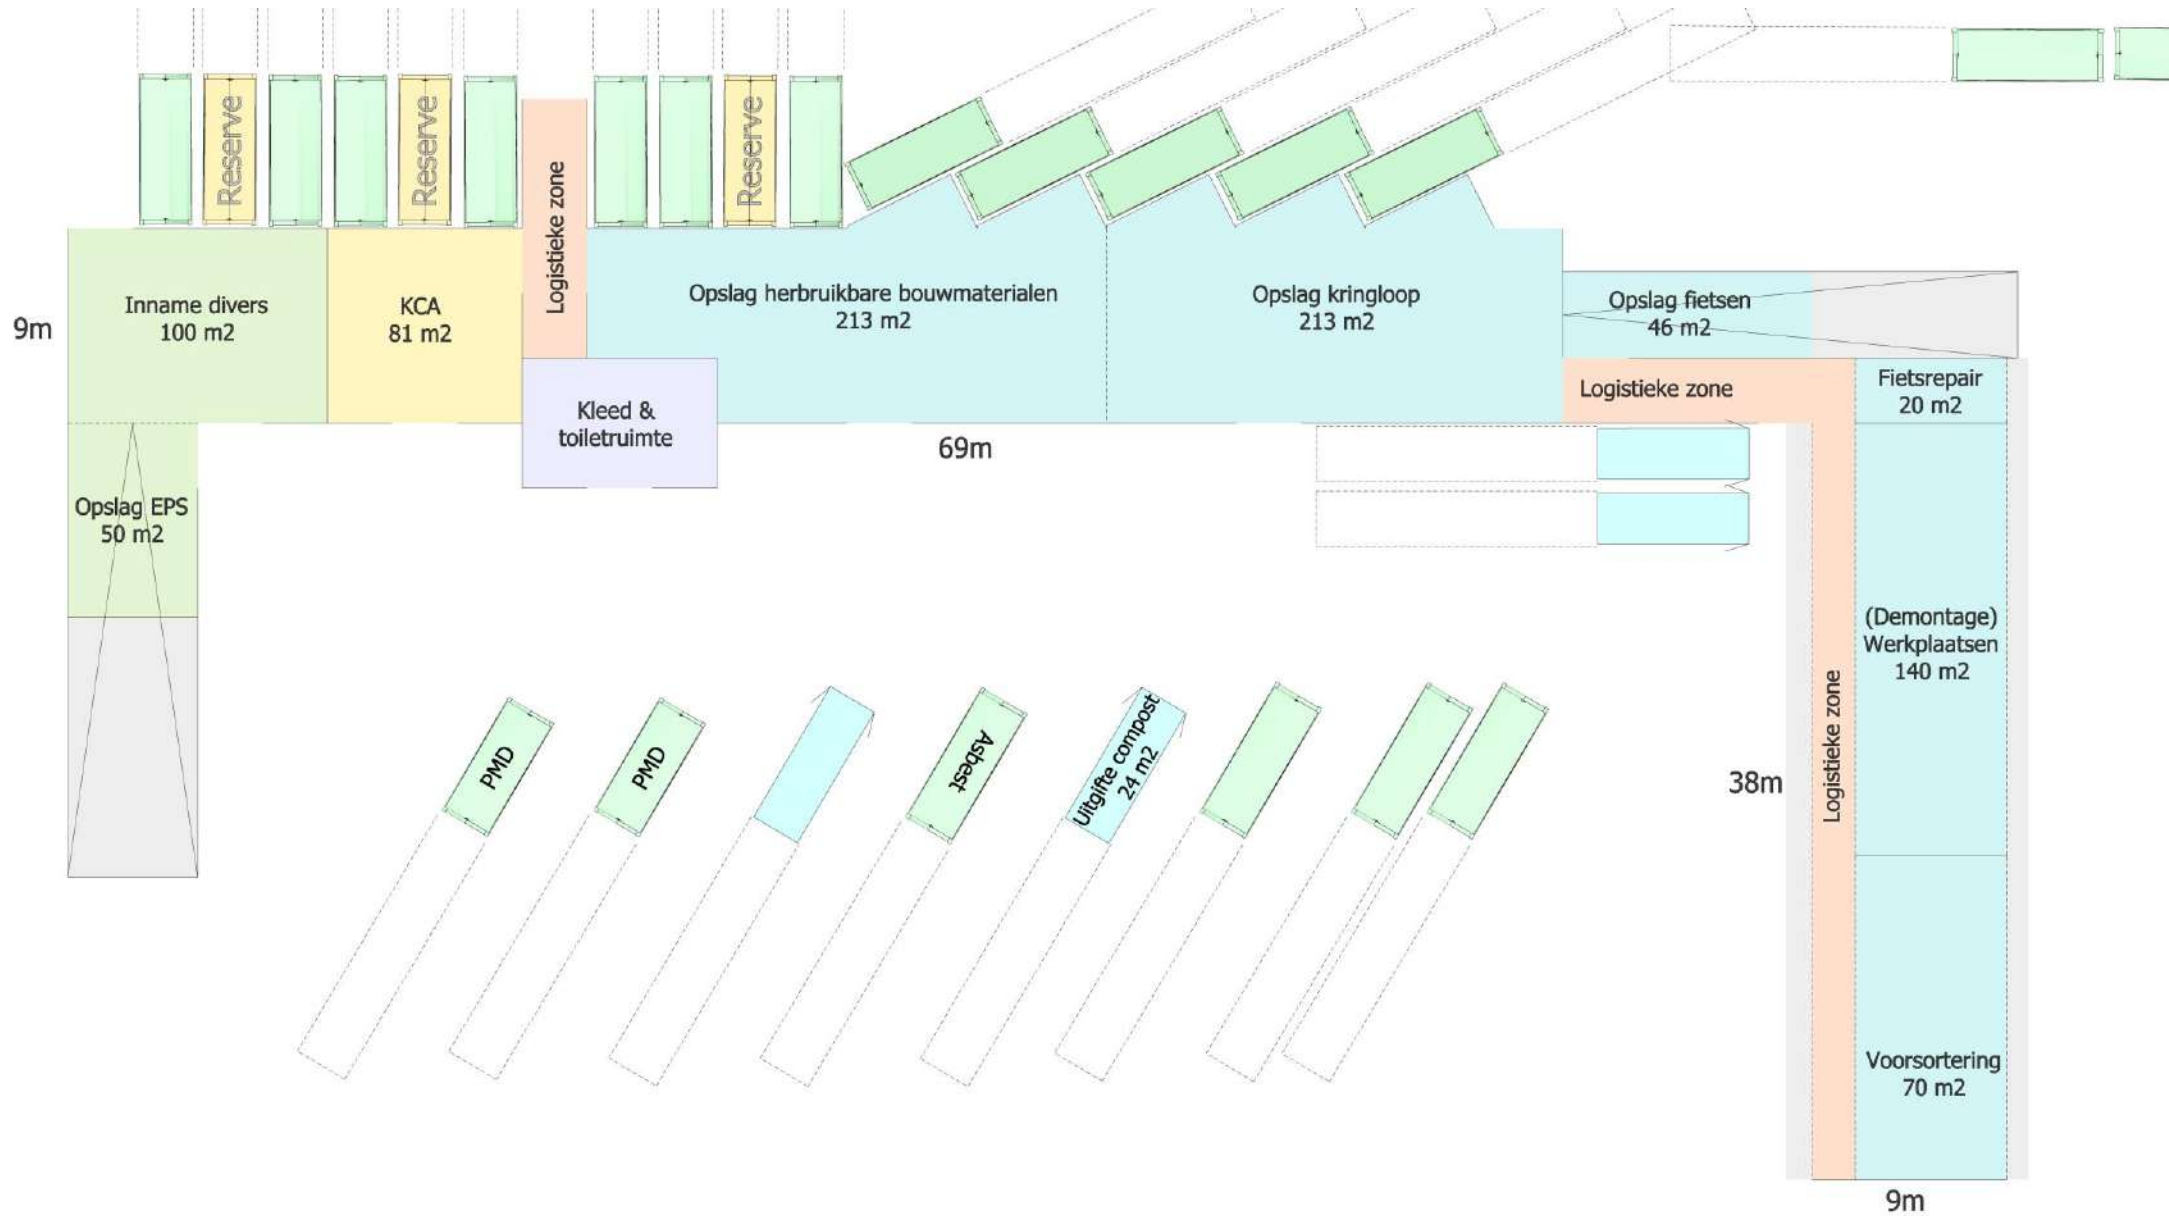 Reserve
Reserve
Reserve
Logistieke zone
9m
Inname divers
100 m2
KCA
81 m2
Opslag herbruikbare bouwmaterialen
213 m2
Opslag kringloop
213 m2
Opslag fietsen
46 m2
Logistieke zone
Fietsrepair
20 m2
Kleed &
toiletruimte
69m
Opslag EPS
50 m2
(Demontage)
Werkplaatsen
140 m2
PMD
PMD
Asbest
Uitgifte compost
24 m2
38m
Logistieke zone
Voorsortering
70 m2
9m